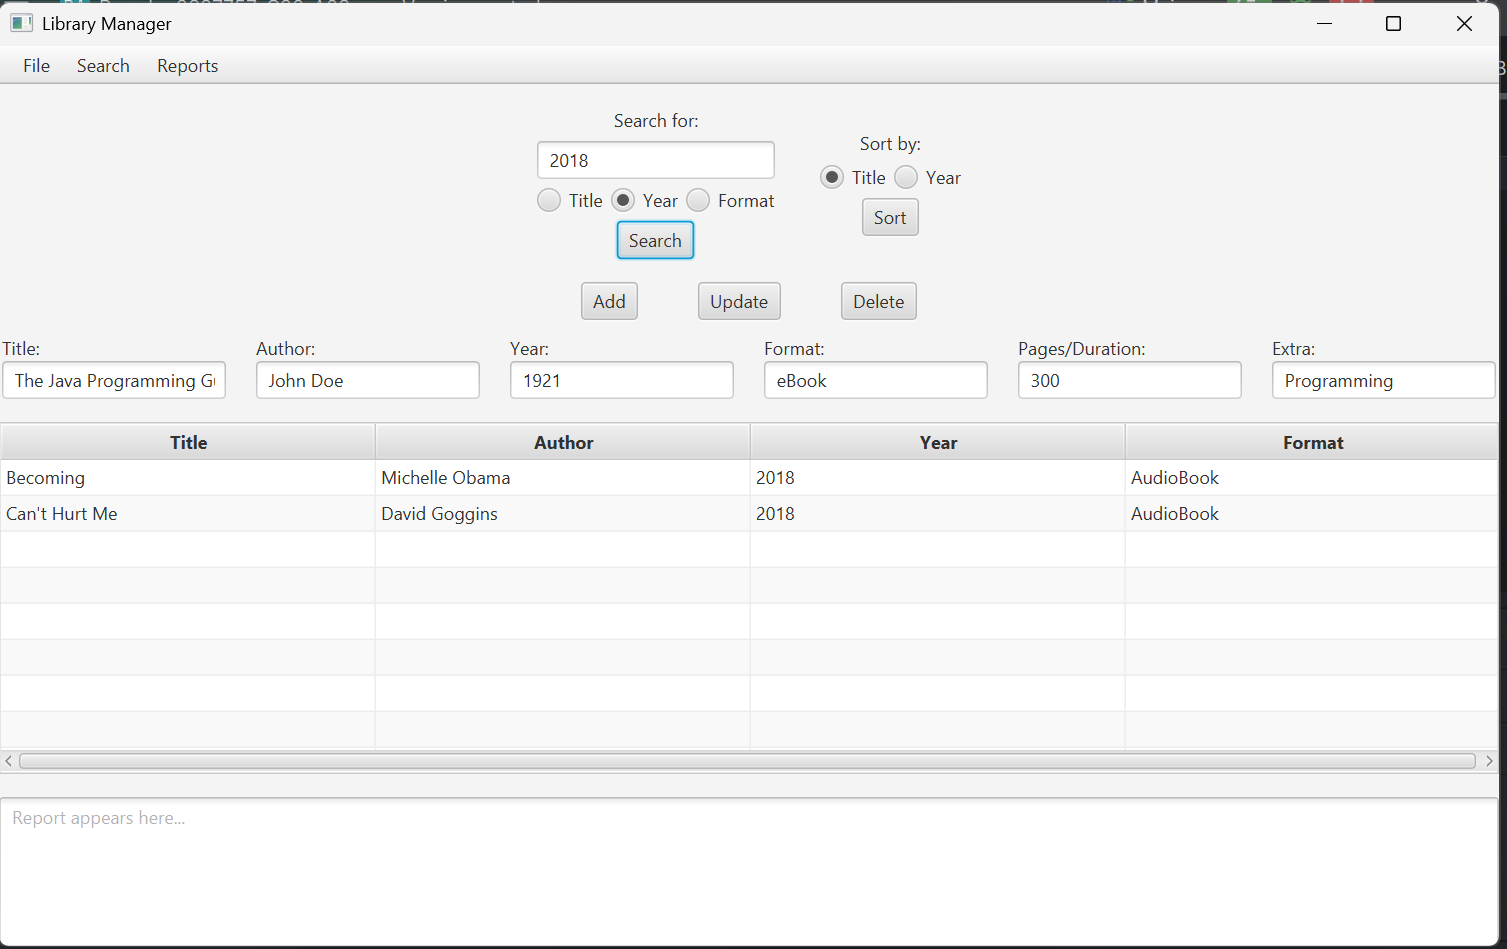 Library Manager
File Search Reports
Search for:
2018
Title Year Format
Search
Sort by:
Title Year
Sort
Add Update Delete
Title: Author: Year: Format: Pages/Duration: Extra:
The Java Programming John Doe 1921 eBook 300 Programming
Title Author Year Format
Becoming Michelle Obama 2018 AudioBook
Can't Hurt Me David Goggins 2018 AudioBook
Report appears here...